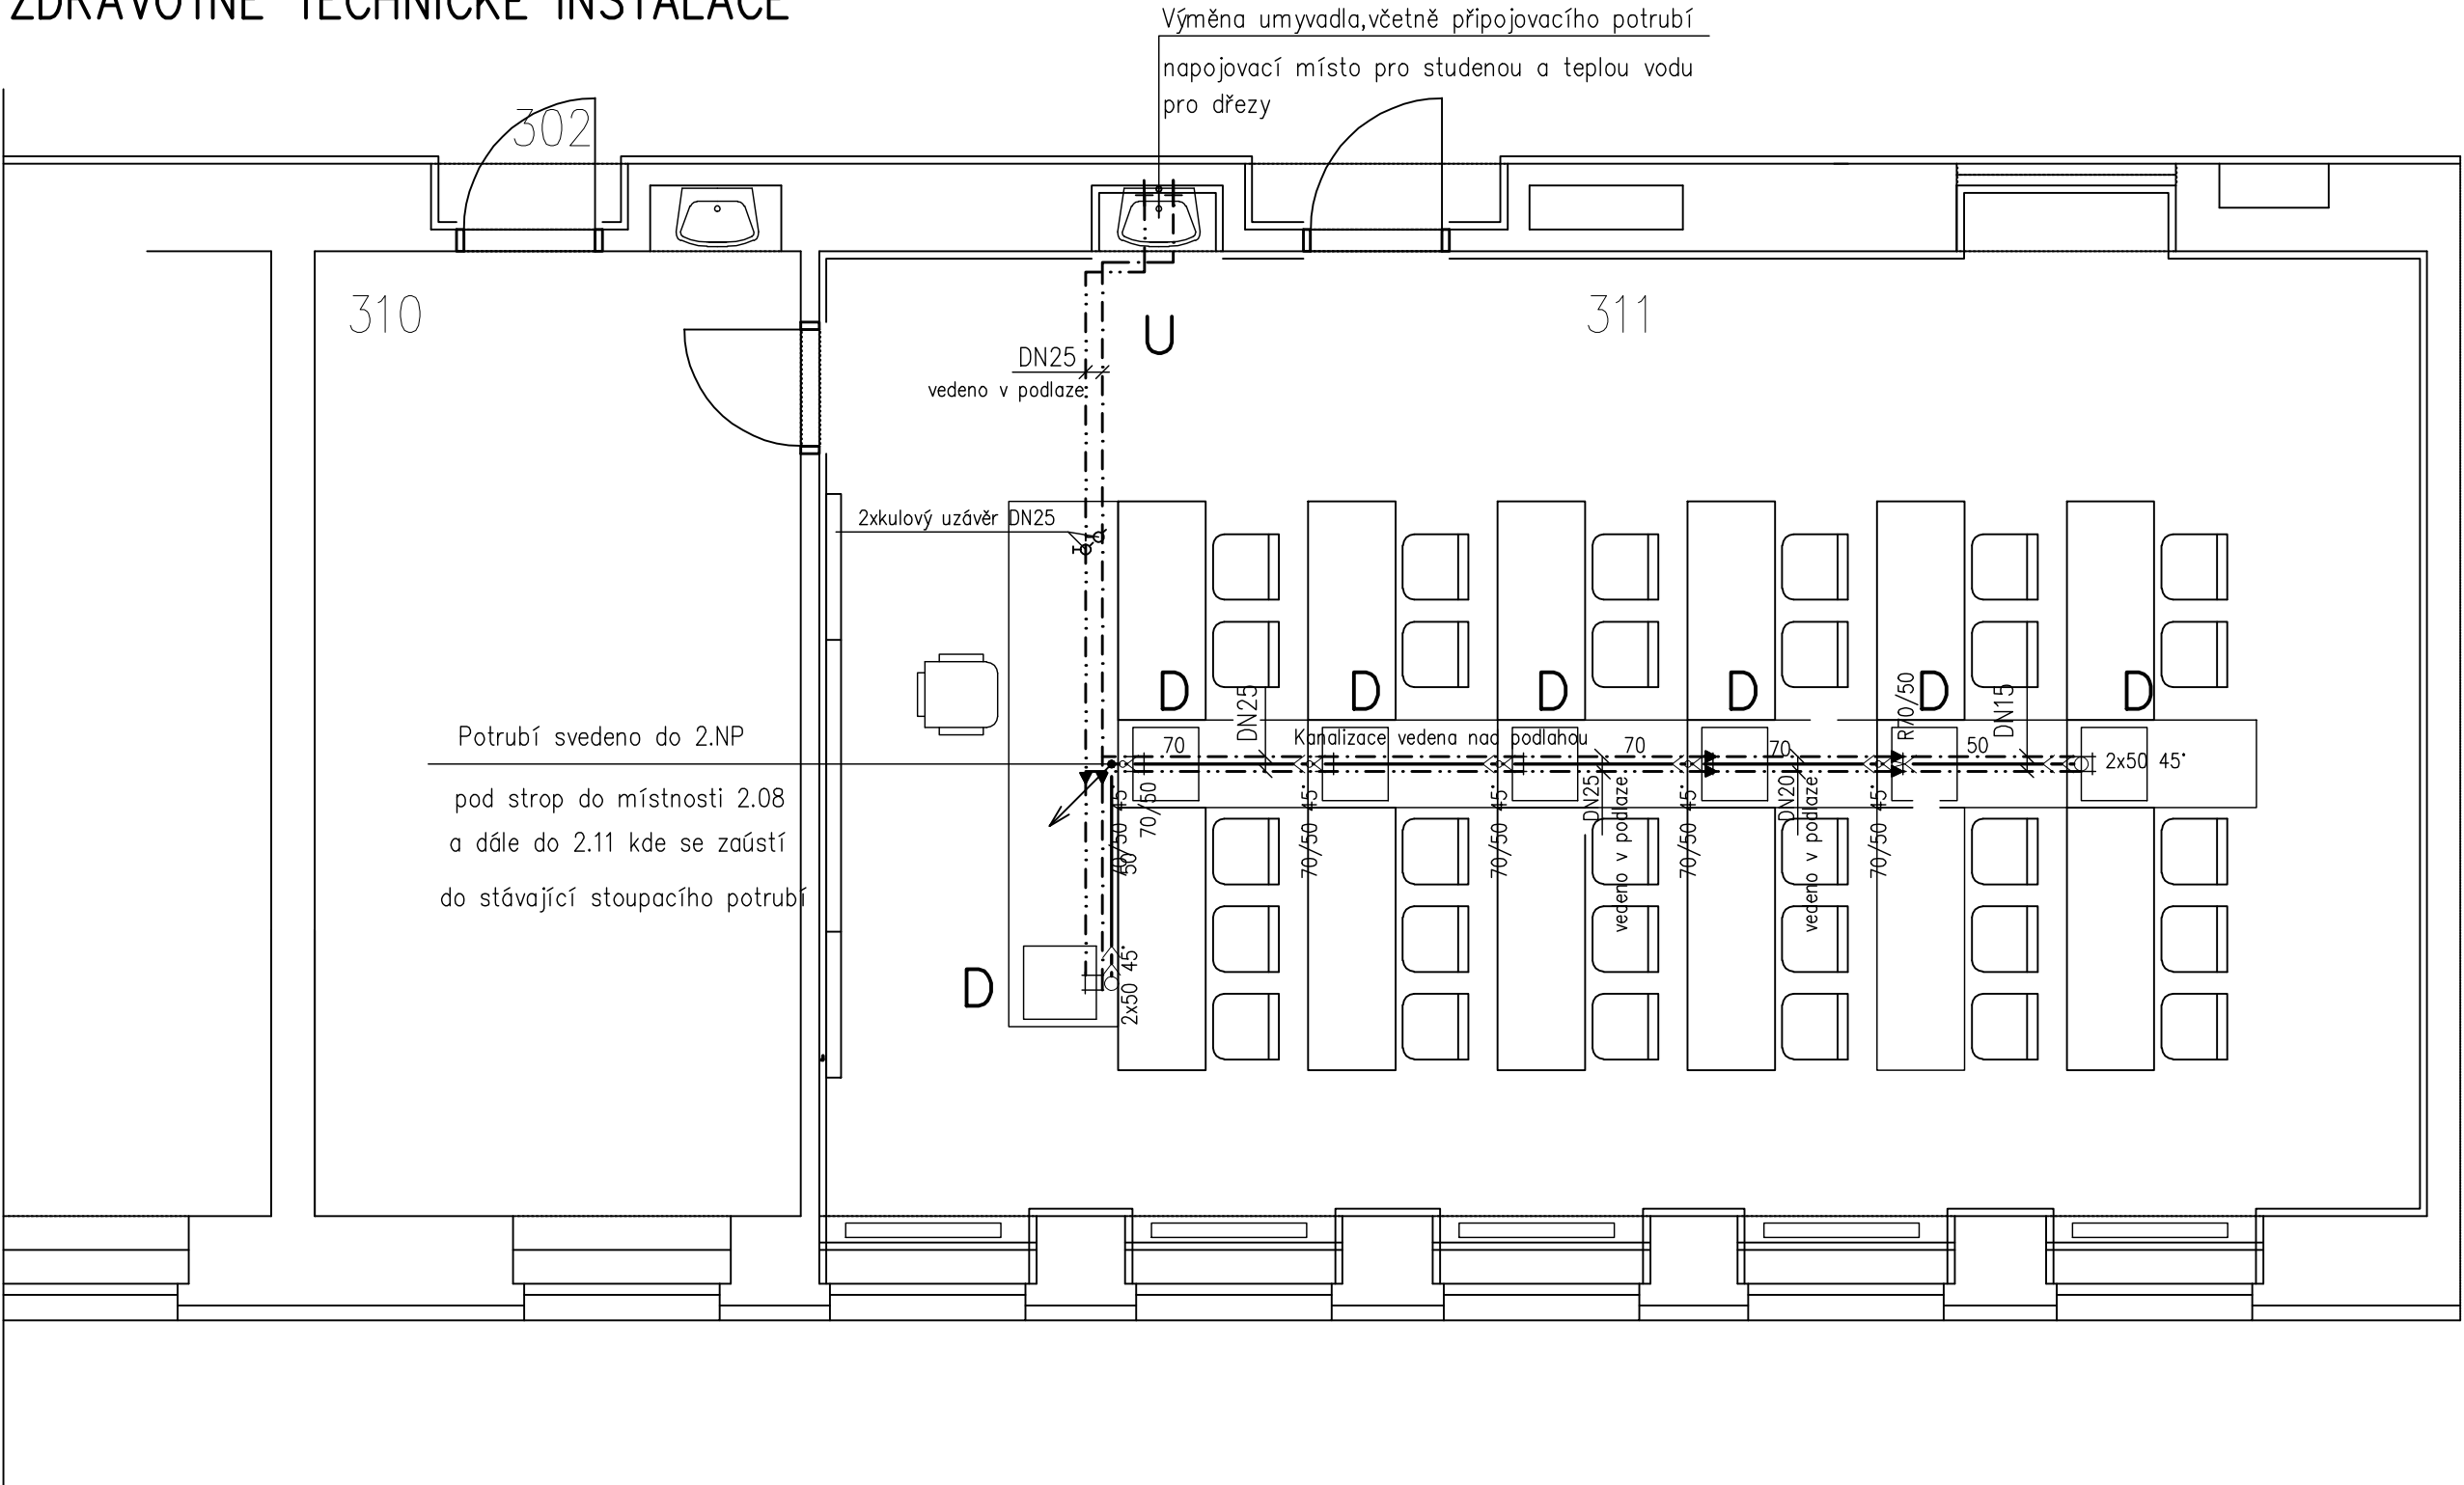 ZDRAVOTNĚ TECHNICKÉ INSTALACE
Výměna umyvadla,včetně připojovacího potrubí
napojovací místo pro studenou a teplou vodu
pro dřezy
302
310
311
U
DN25
vedeno v podlaze
2xkulový uzávěr DN25
D
D
D
D
D
D
DN25
R70/50
DN15
Potrubí svedeno do 2.NP
pod strop do místnosti 2.08
a dále do 2.11 kde se zaústí
do stávající stoupacího potrubí
70
Kanalizace vedena nad podlahou
70
70
50
2x50 45°
70/50 45°
50
70/50
70/50 45°
70/50 45°
DN25
vedeno v podlaze
70/50 45°
DN20
vedeno v podlaze
70/50 45°
D
2x50 45°